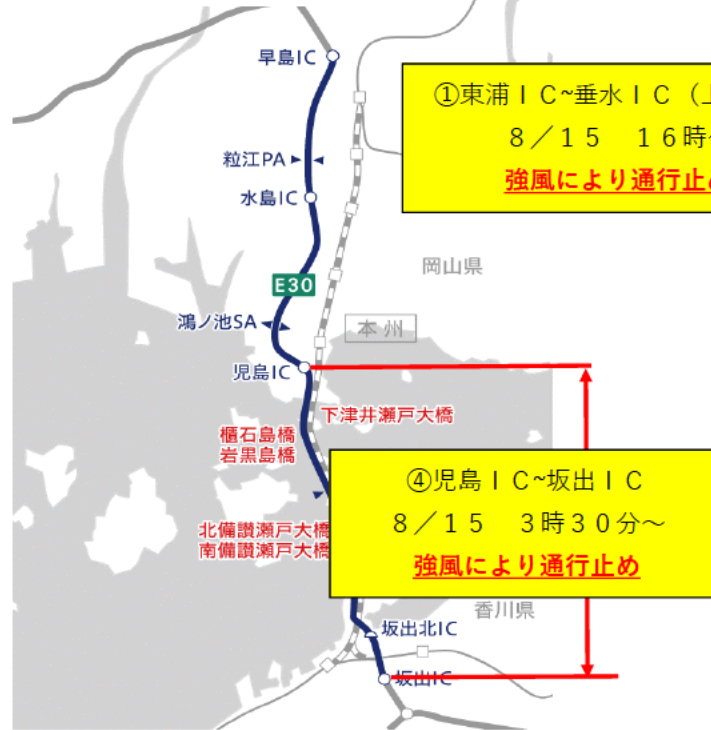 早島IC
①東浦ＩＣ~垂水ＩＣ（上
８／１５　１６時~
強風により通行止め
粒江PA
水島IC
岡山県
E30
鴻ノ池SA
本州
児島IC
下津井瀬戸大橋
櫃石島橋
岩黒島橋
④児島ＩＣ~坂出ＩＣ
８／１５　３時３０分～
強風により通行止め
北備讃瀬戸大橋
南備讃瀬戸大橋
香川県
坂出北IC
坂出IC